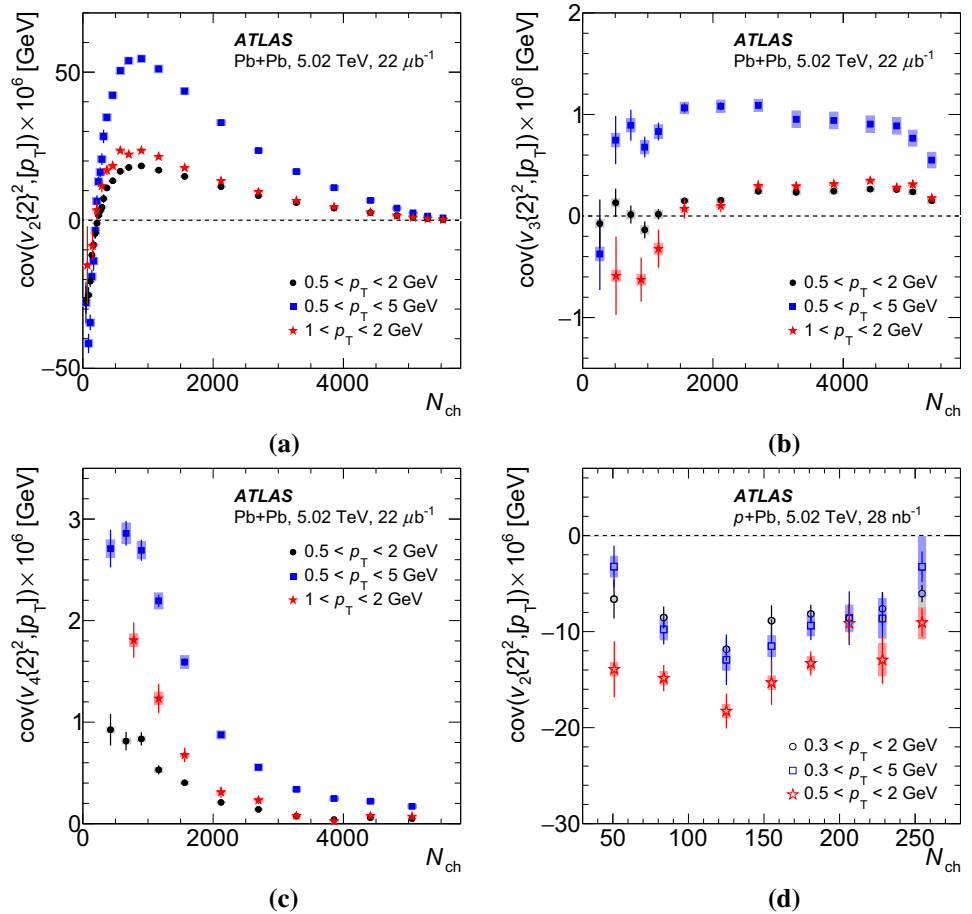 ATLAS
Pb+Pb, 5.02 TeV, 22 μb⁻¹
cov(v₂{2}²,[p_T])×10⁶ [GeV]
50
0
−50
0.5 < p_T < 2 GeV
0.5 < p_T < 5 GeV
1 < p_T < 2 GeV
0 2000 4000
N_ch
(a)
ATLAS
Pb+Pb, 5.02 TeV, 22 μb⁻¹
cov(v₃{2}²,[p_T])×10⁶ [GeV]
2
1
0
−1
0.5 < p_T < 2 GeV
0.5 < p_T < 5 GeV
1 < p_T < 2 GeV
0 2000 4000
N_ch
(b)
ATLAS
Pb+Pb, 5.02 TeV, 22 μb⁻¹
cov(v₄{2}²,[p_T])×10⁶ [GeV]
3
2
1
0
0.5 < p_T < 2 GeV
0.5 < p_T < 5 GeV
1 < p_T < 2 GeV
0 2000 4000
N_ch
(c)
ATLAS
p+Pb, 5.02 TeV, 28 nb⁻¹
cov(v₂{2}²,[p_T])×10⁶ [GeV]
0
−10
−20
−30
0.3 < p_T < 2 GeV
0.3 < p_T < 5 GeV
0.5 < p_T < 2 GeV
50 100 150 200 250
N_ch
(d)